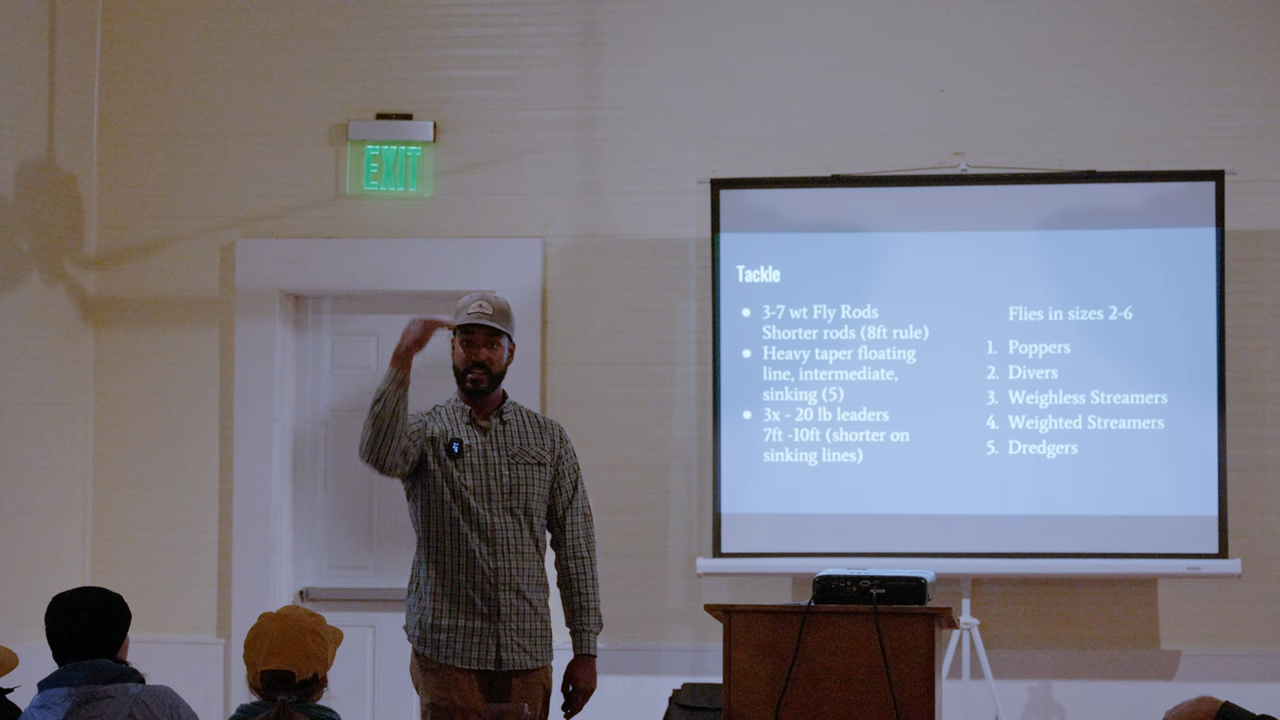 EXIT
Tackle
● 3-7 wt Fly Rods
Shorter rods (8ft rule)
● Heavy taper floating
line, intermediate,
sinking (5)
● 3x - 20 lb leaders
7ft -10ft (shorter on
sinking lines)
Flies in sizes 2-6
1. Poppers
2. Divers
3. Weighless Streamers
4. Weighted Streamers
5. Dredgers